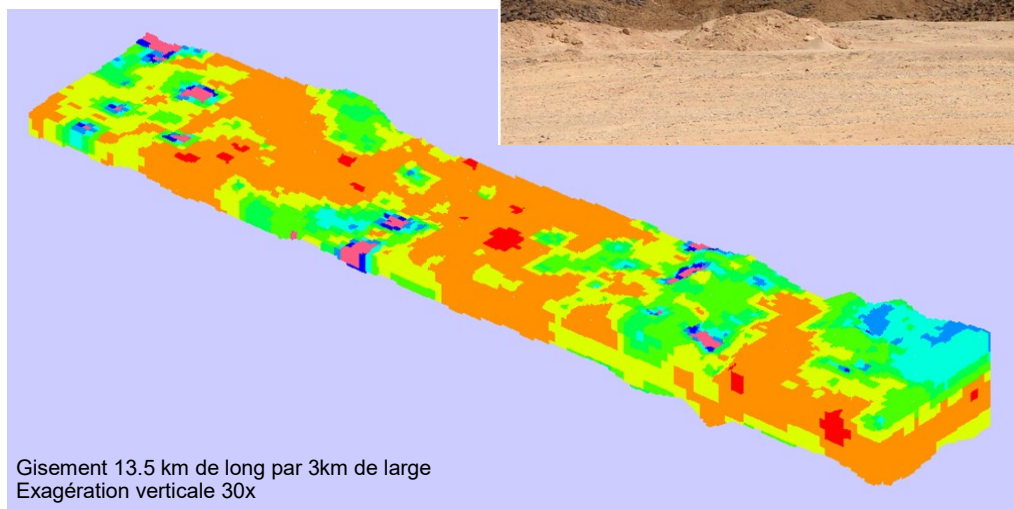 Gisement 13.5 km de long par 3km de large
Exagération verticale 30x